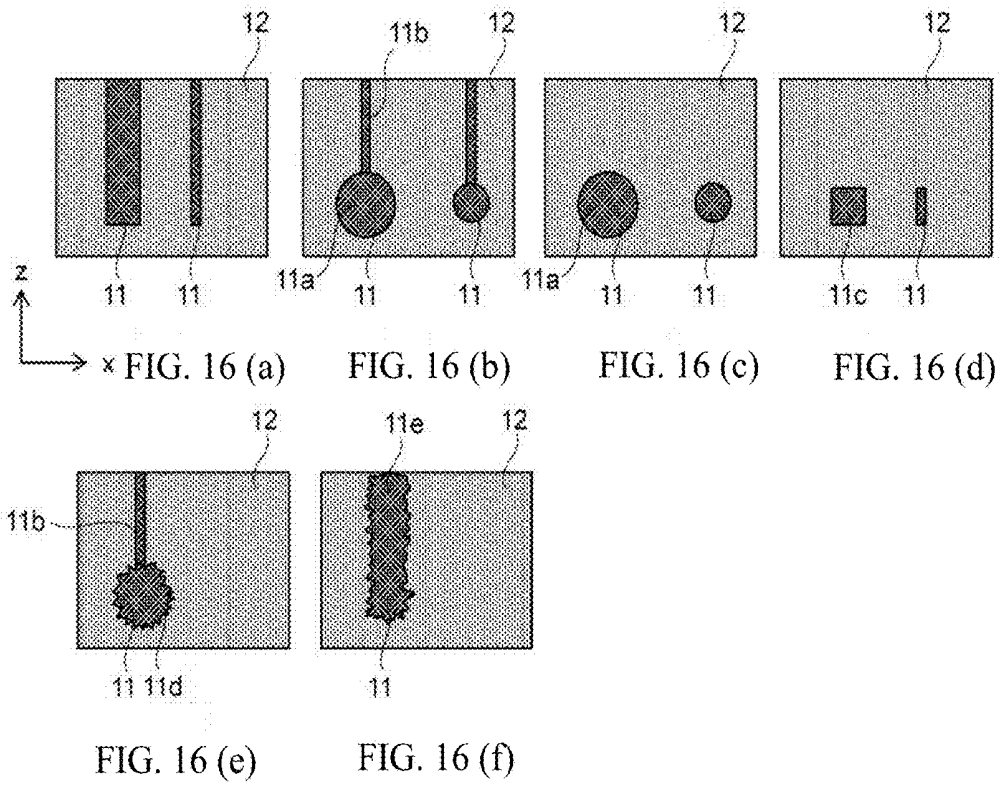 12
11b
12
12
12
11
11
11a
11
11
11a
11
11
11c
11
z
x
FIG. 16 (a)
FIG. 16 (b)
FIG. 16 (c)
FIG. 16 (d)
12
11e
12
11b
11
11d
11
FIG. 16 (e)
FIG. 16 (f)